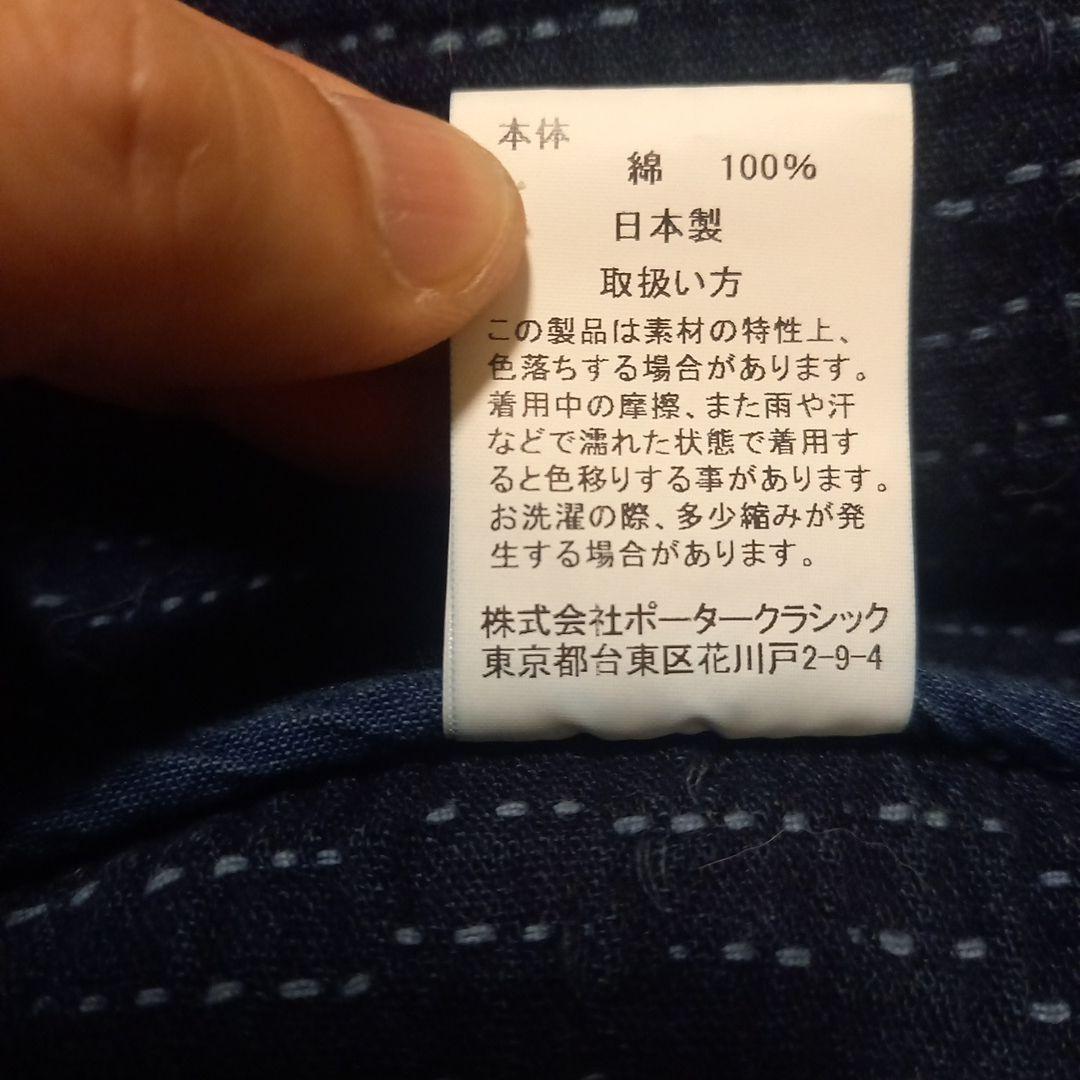 本体
綿 100%
日本製
取扱い方
この製品は素材の特性上、
色落ちする場合があります。
着用中の摩擦、また雨や汗
などで濡れた状態で着用す
ると色移りする事があります。
お洗濯の際、多少縮みが発
生する場合があります。
株式会社ポータークラシック
東京都台東区花川戸2-9-4